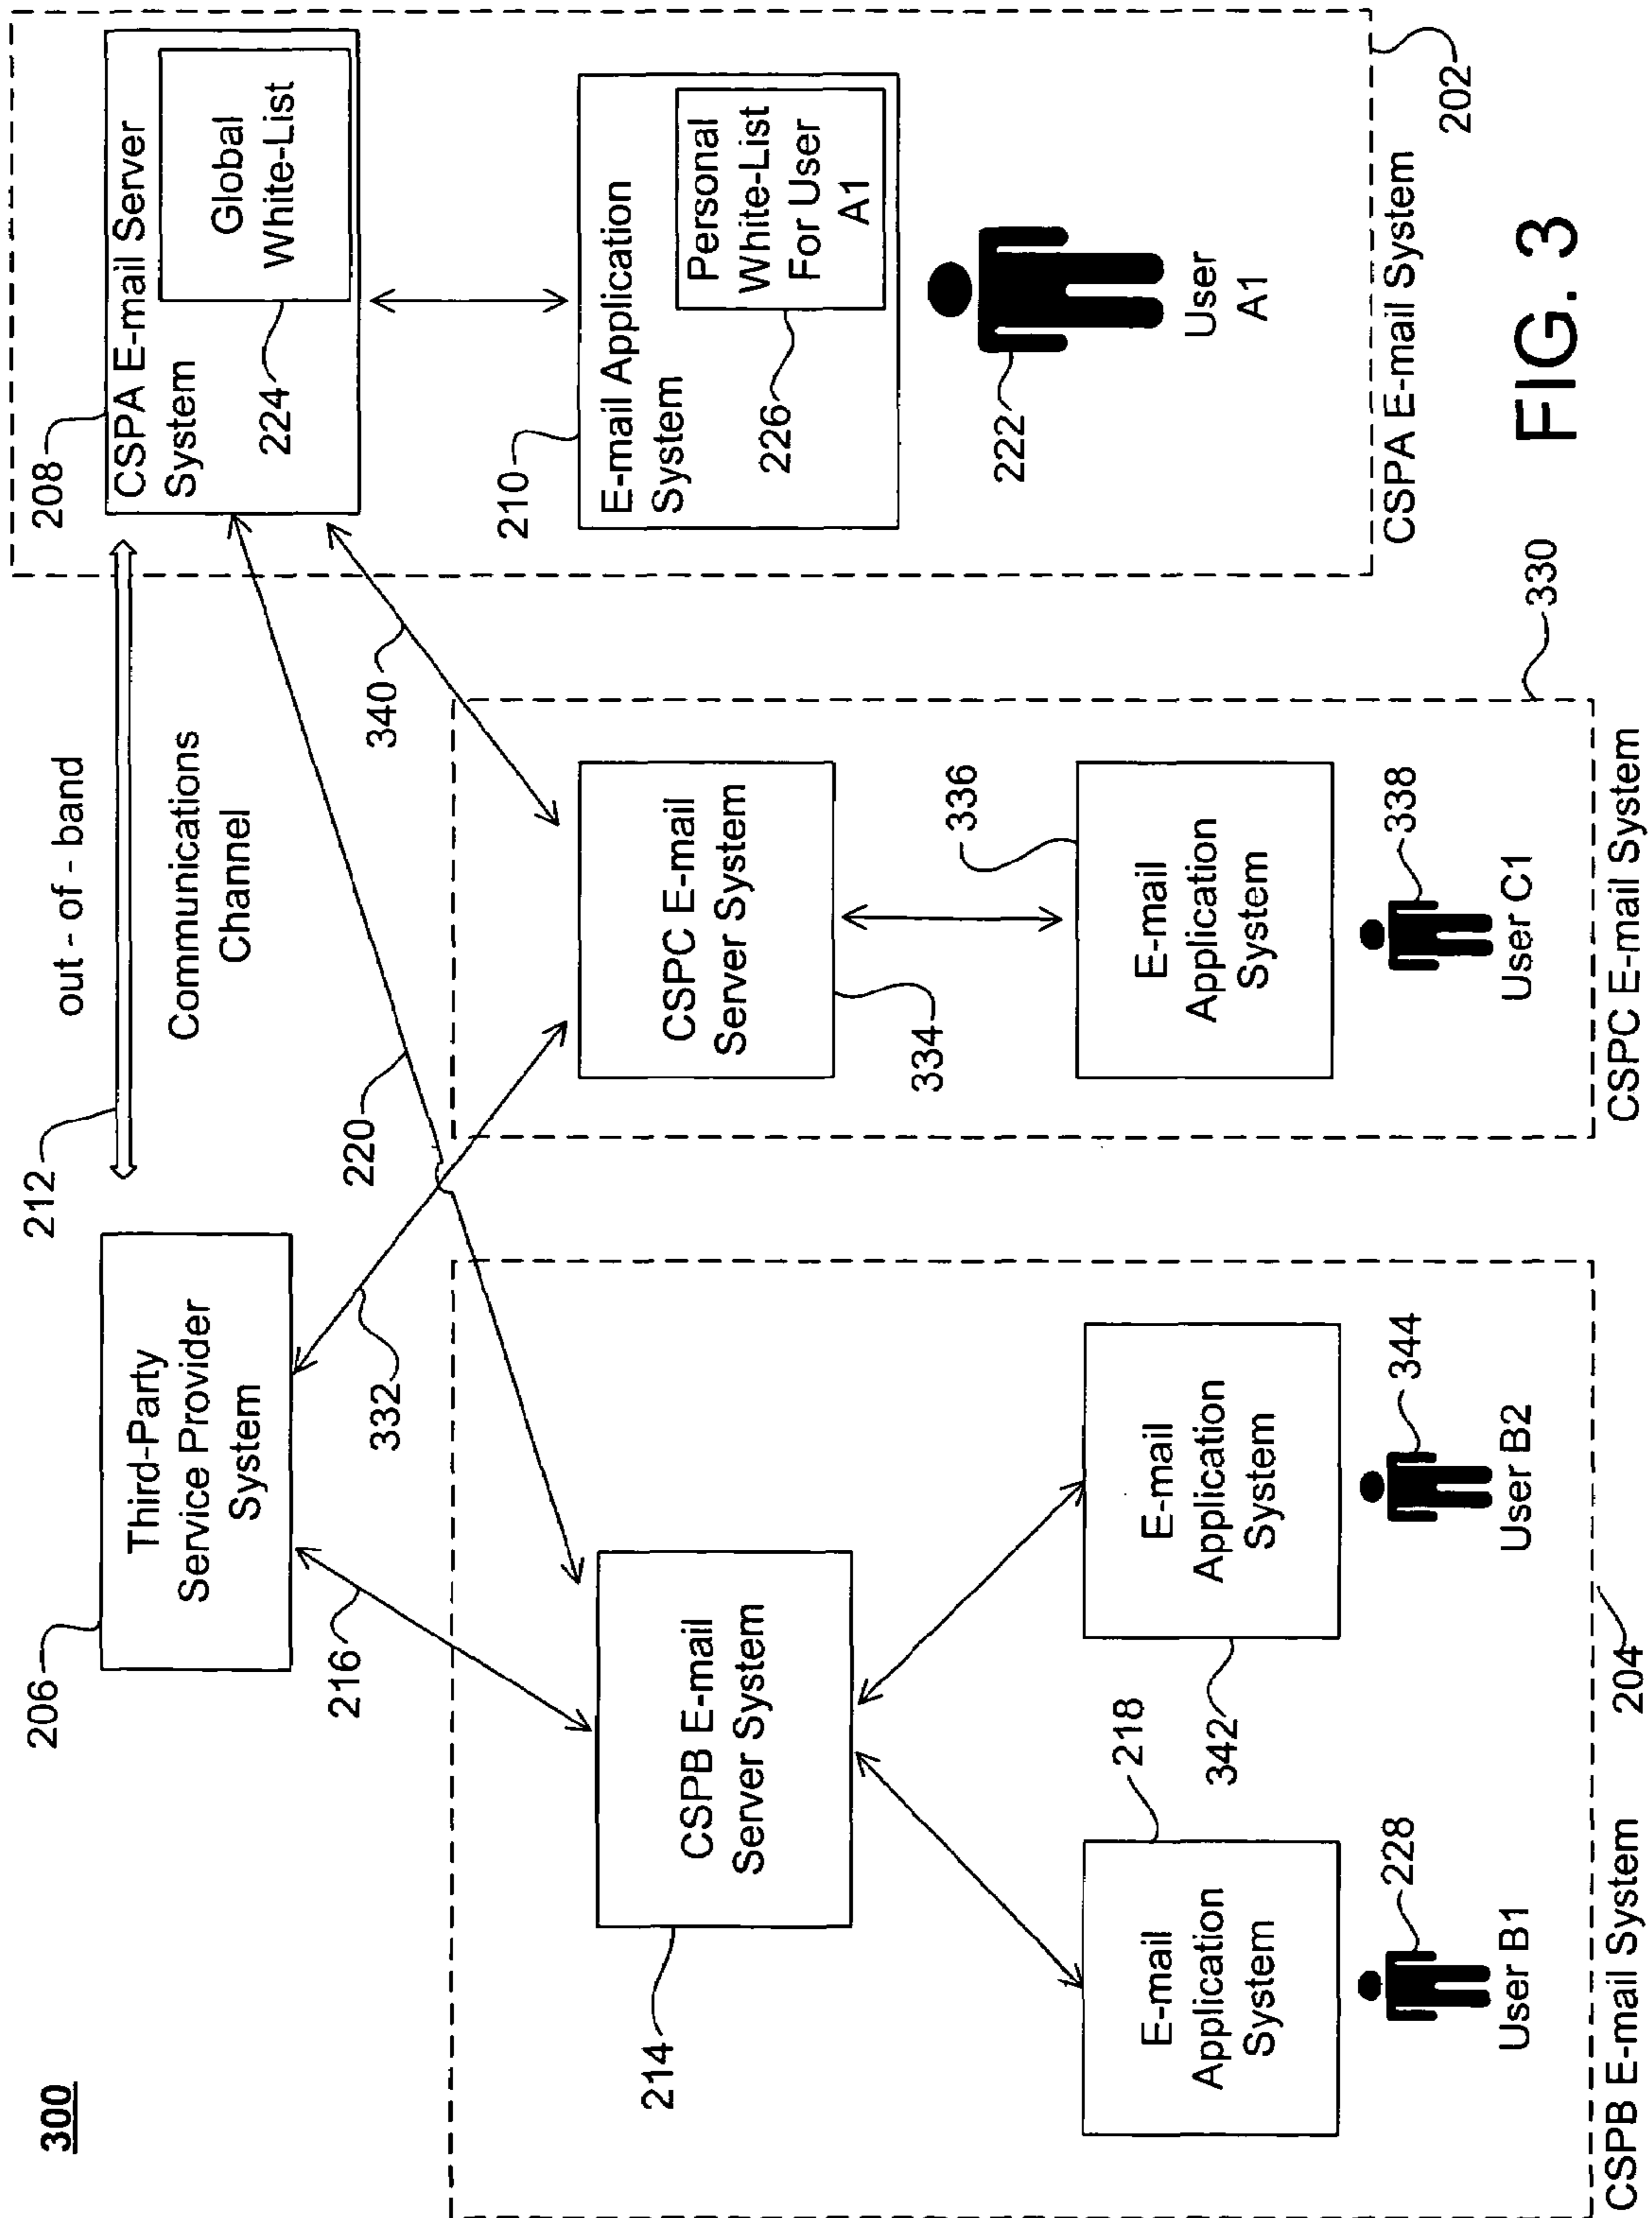 300
206
Third-Party
Service Provider
System
212
out - of - band
Communications
Channel
208
CSPA E-mail Server
System
Global
White-List
224
210
E-mail Application
System
Personal
White-List
For User
A1
226
222
User
A1
CSPA E-mail System
202
216
332
220
340
214
CSPB E-mail
Server System
218
E-mail
Application
System
228
User B1
342
E-mail
Application
System
344
User B2
204
CSPB E-mail System
CSPC E-mail
Server System
334
336
E-mail
Application
System
338
User C1
330
CSPC E-mail System
FIG. 3